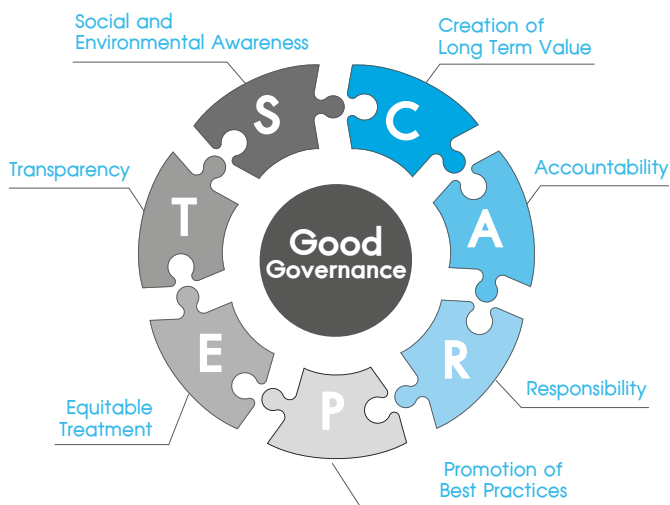 Social and
Environmental Awareness
Creation of
Long Term Value
S
C
Transparency
Accountability
T
A
Good
Governance
E
R
P
Equitable
Treatment
Responsibility
Promotion of
Best Practices